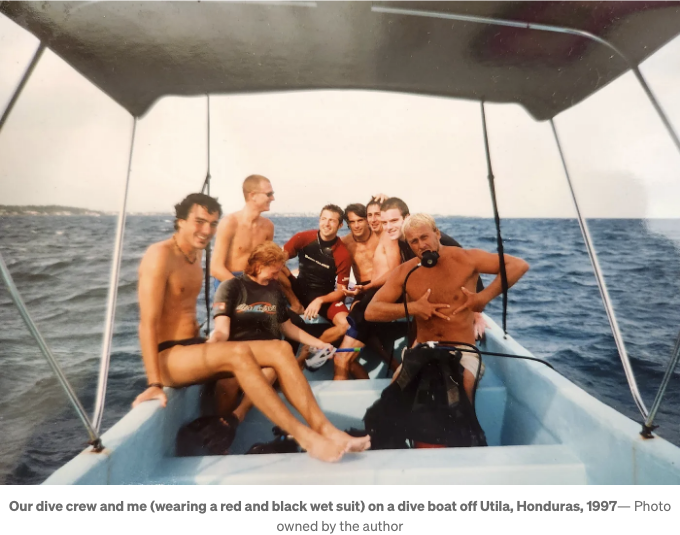 Our dive crew and me (wearing a red and black wet suit) on a dive boat off Utila, Honduras, 1997— Photo
owned by the author